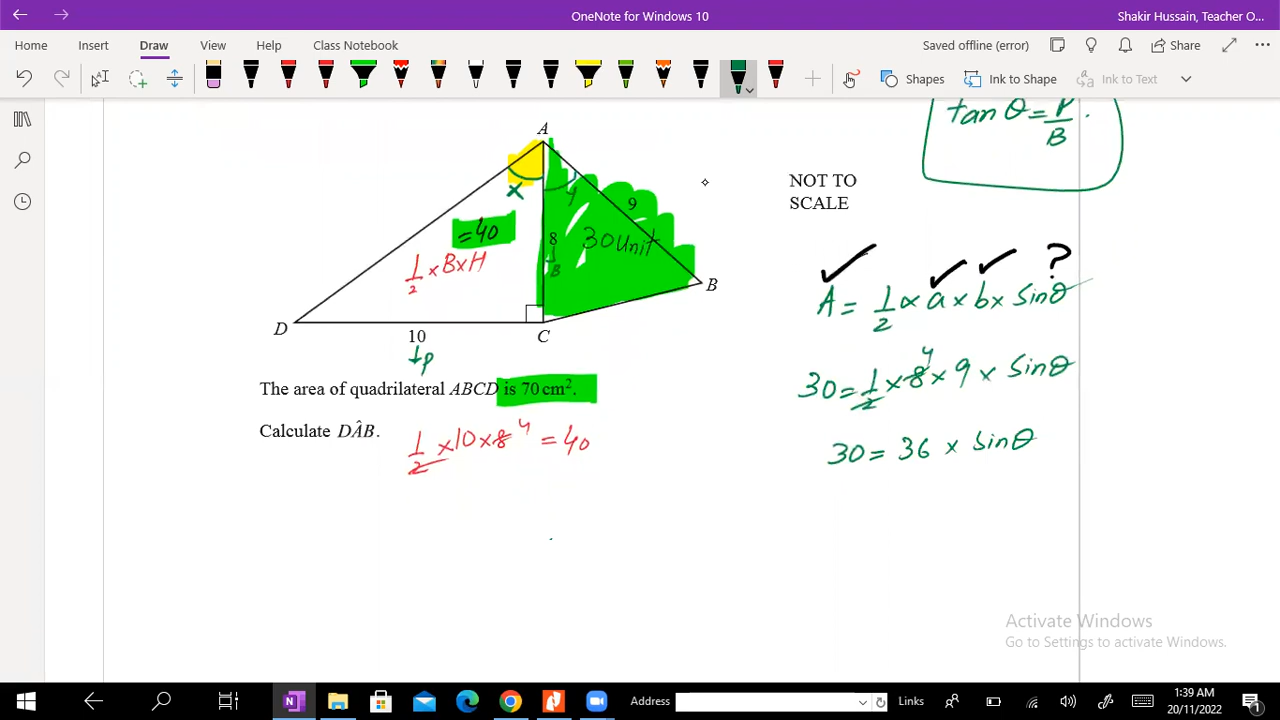 OneNote for Windows 10
Shakir Hussain, Teacher O...
Home Insert Draw View Help Class Notebook
Saved offline (error) Share
Shapes Ink to Shape Ink to Text
tan θ = P/B
A
x y
NOT TO
SCALE
9
= 40
8
30 Unit
1/2 × B × H
B
B
D
10
C
P
A = 1/2 × a × b × sin θ
?
30 = 1/2 × 8 4 × 9 × sin θ
The area of quadrilateral ABCD is 70 cm².
Calculate DÂB.
1/2 × 10 × 8 4 = 40
30 = 36 × sin θ
Activate Windows
Go to Settings to activate Windows.
Address Links
1:39 AM
20/11/2022
1